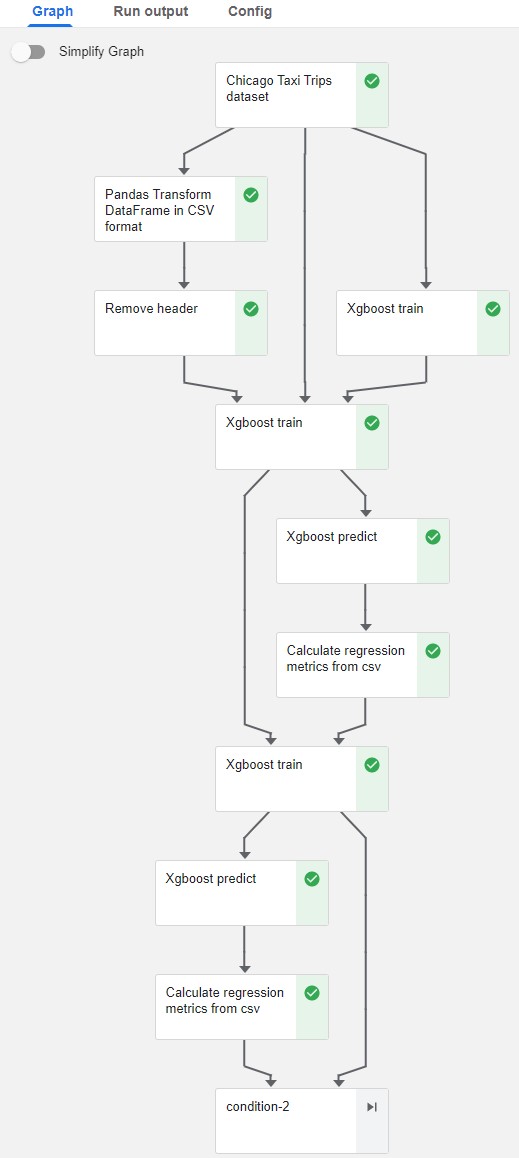 Graph Run output Config
Simplify Graph
Chicago Taxi Trips
dataset
Pandas Transform
DataFrame in CSV
format
Remove header
Xgboost train
Xgboost train
Xgboost predict
Calculate regression
metrics from csv
Xgboost train
Xgboost predict
Calculate regression
metrics from csv
condition-2